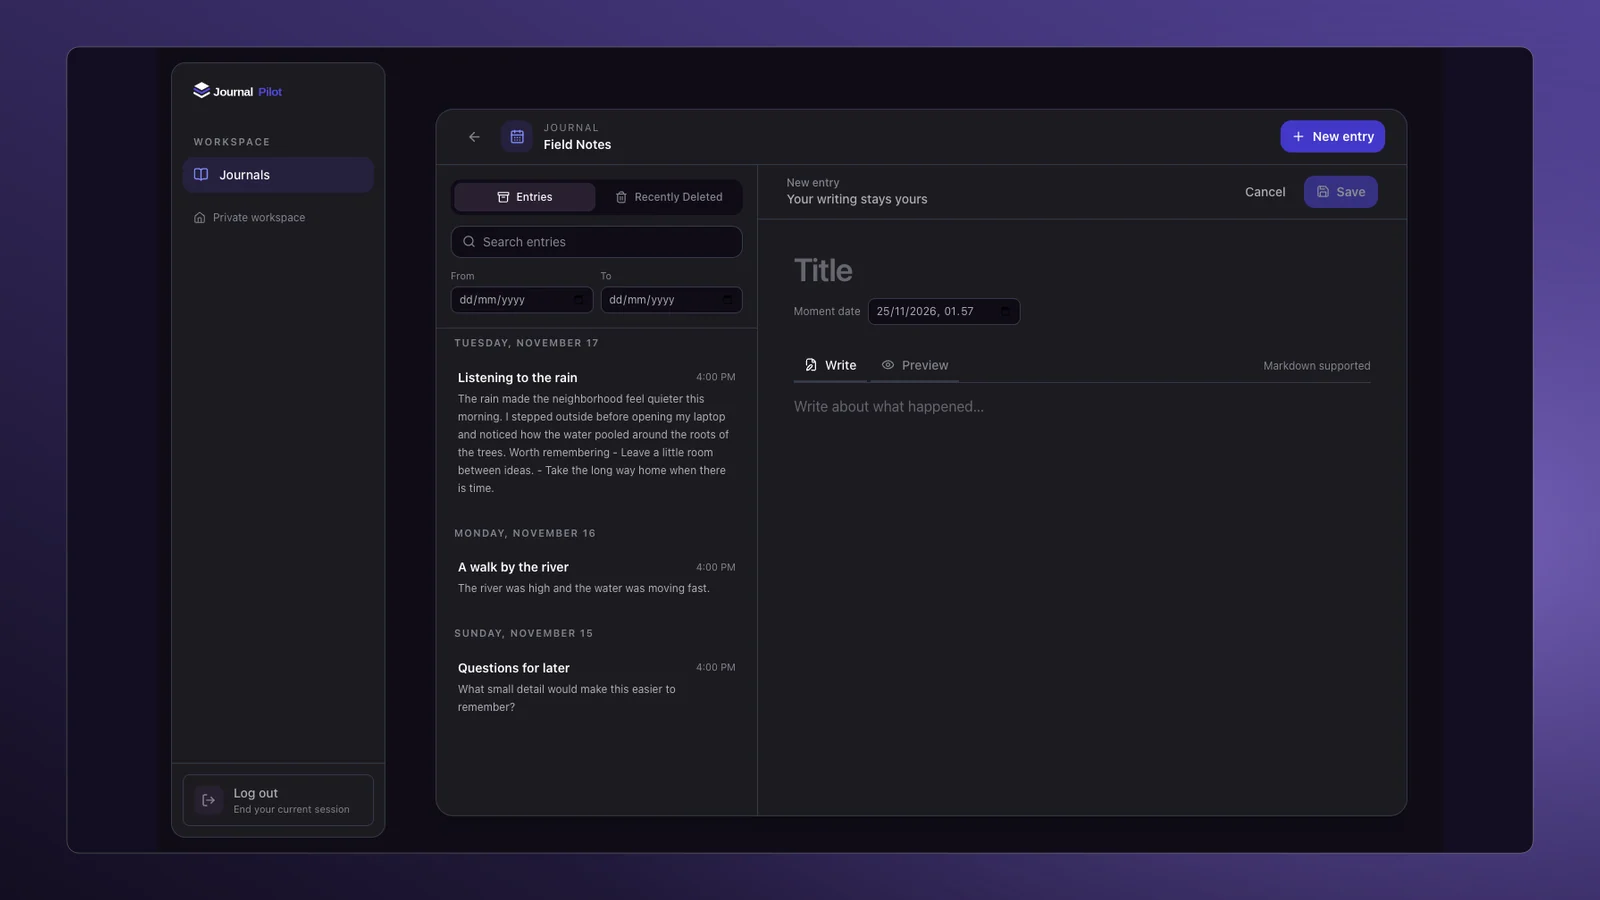 Journal Pilot
WORKSPACE
Journals
Private workspace
Log out
End your current session
JOURNAL
Field Notes
New entry
Entries
Recently Deleted
Search entries
From
To
dd/mm/yyyy
dd/mm/yyyy
TUESDAY, NOVEMBER 17
Listening to the rain
4:00 PM
The rain made the neighborhood feel quieter this
morning. I stepped outside before opening my laptop
and noticed how the water pooled around the roots of
the trees. Worth remembering - Leave a little room
between ideas. - Take the long way home when there
is time.
MONDAY, NOVEMBER 16
A walk by the river
4:00 PM
The river was high and the water was moving fast.
SUNDAY, NOVEMBER 15
Questions for later
4:00 PM
What small detail would make this easier to
remember?
New entry
Your writing stays yours
Cancel
Save
Title
Moment date
25/11/2026, 01.57
Write
Preview
Markdown supported
Write about what happened...